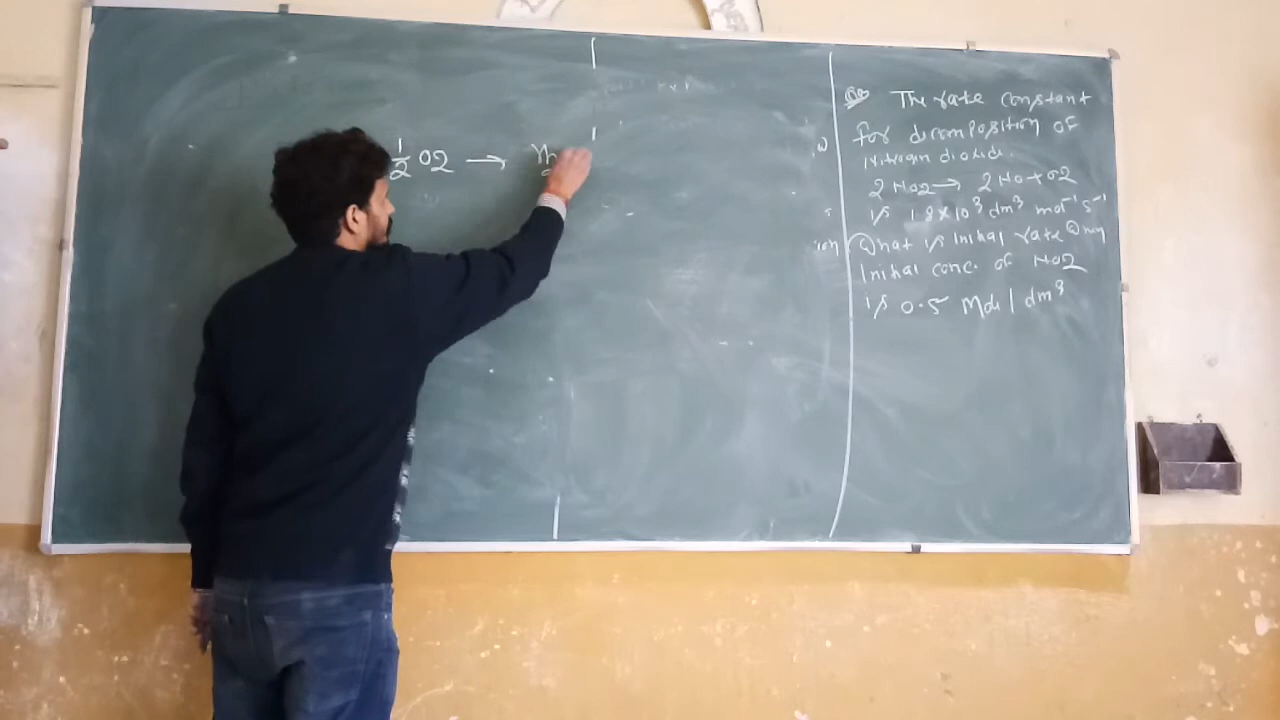 1/2 O2 →
The rate constant
for decomposition of
Nitrogen dioxide.
2 NO2 → 2 NO + O2
is 1.8 x 10³ dm³ mol⁻¹ s⁻¹
What is Initial rate when
Initial conc. of NO2
is 0.5 Mol / dm³